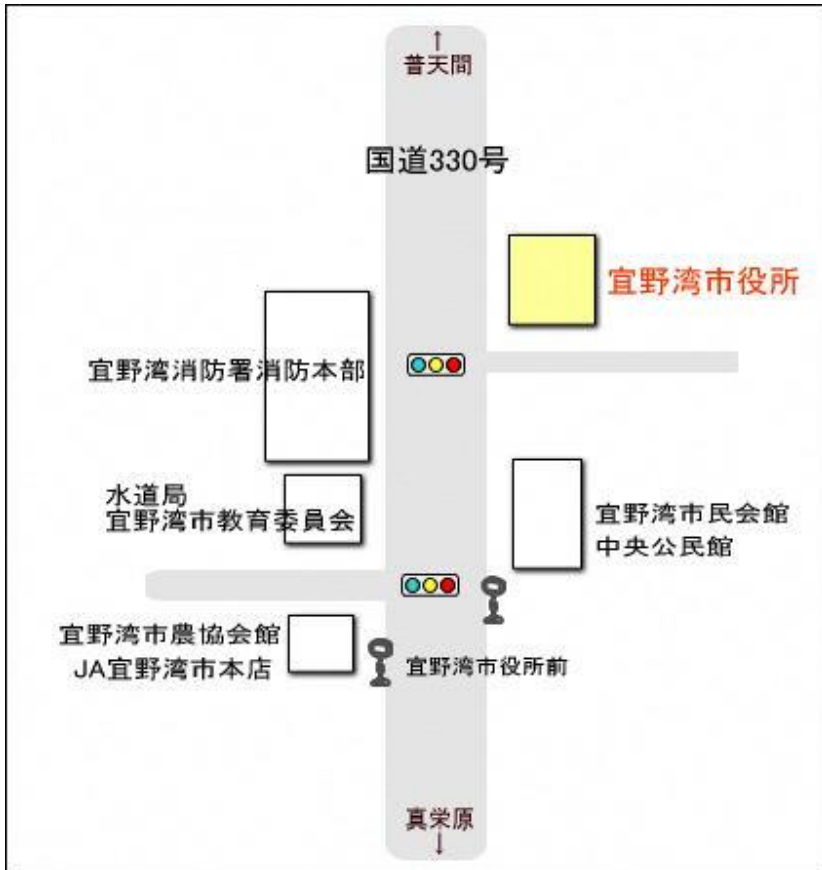 ↑
普天間
国道330号
宜野湾市役所
宜野湾消防署消防本部
水道局
宜野湾市教育委員会
宜野湾市民会館
中央公民館
宜野湾市農協会館
JA宜野湾市本店
宜野湾市役所前
真栄原
↓